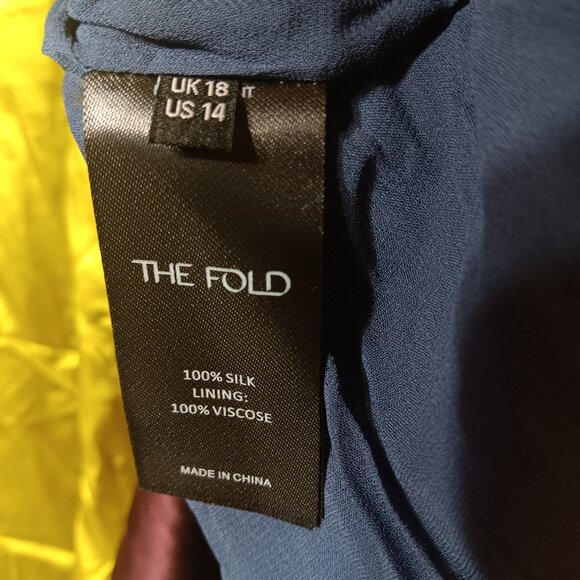 UK 18
US 14
THE FOLD
100% SILK
LINING:
100% VISCOSE
MADE IN CHINA